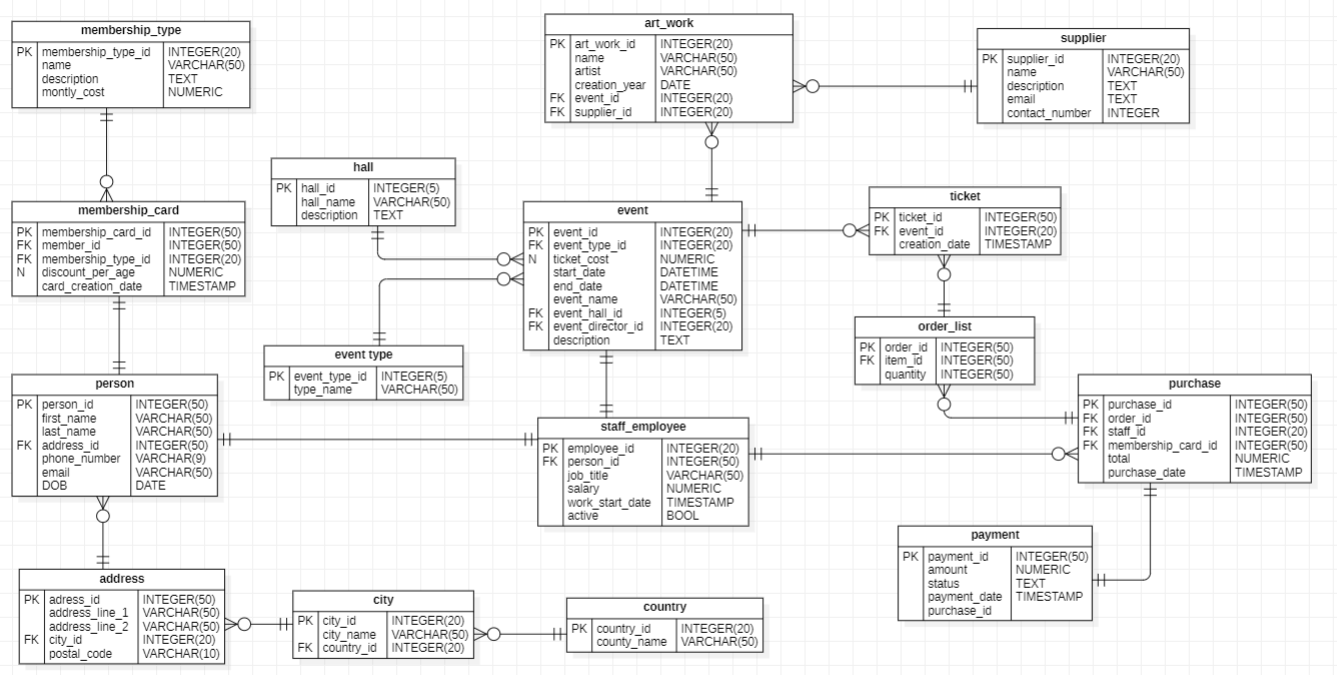 membership_type
PK membership_type_id INTEGER(20)
name VARCHAR(50)
description TEXT
montly_cost NUMERIC
art_work
PK art_work_id INTEGER(20)
name VARCHAR(50)
artist VARCHAR(50)
creation_year DATE
FK event_id INTEGER(20)
FK supplier_id INTEGER(20)
supplier
PK supplier_id INTEGER(20)
name VARCHAR(50)
description TEXT
email TEXT
contact_number INTEGER
hall
PK hall_id INTEGER(5)
hall_name VARCHAR(50)
description TEXT
membership_card
PK membership_card_id INTEGER(50)
FK member_id INTEGER(50)
FK membership_type_id INTEGER(20)
N discount_per_age NUMERIC
card_creation_date TIMESTAMP
event
PK event_id INTEGER(20)
FK event_type_id INTEGER(20)
N ticket_cost NUMERIC
start_date DATETIME
end_date DATETIME
event_name VARCHAR(50)
FK event_hall_id INTEGER(5)
FK event_director_id INTEGER(20)
description TEXT
ticket
PK ticket_id INTEGER(50)
FK event_id INTEGER(20)
creation_date TIMESTAMP
order_list
PK order_id INTEGER(50)
FK item_id INTEGER(50)
quantity INTEGER(50)
event type
PK event_type_id INTEGER(5)
type_name VARCHAR(50)
person
PK person_id INTEGER(50)
first_name VARCHAR(50)
last_name VARCHAR(50)
FK address_id INTEGER(50)
phone_number VARCHAR(9)
email VARCHAR(50)
DOB DATE
staff_employee
PK employee_id INTEGER(20)
FK person_id INTEGER(50)
job_title VARCHAR(50)
salary NUMERIC
work_start_date TIMESTAMP
active BOOL
purchase
PK purchase_id INTEGER(50)
FK order_id INTEGER(50)
FK staff_id INTEGER(20)
FK membership_card_id INTEGER(50)
total NUMERIC
purchase_date TIMESTAMP
payment
PK payment_id INTEGER(50)
amount NUMERIC
status TEXT
payment_date TIMESTAMP
purchase_id
address
PK adress_id INTEGER(50)
address_line_1 VARCHAR(50)
address_line_2 VARCHAR(50)
FK city_id INTEGER(20)
postal_code VARCHAR(10)
city
PK city_id INTEGER(20)
city_name VARCHAR(50)
FK country_id INTEGER(20)
country
PK country_id INTEGER(20)
county_name VARCHAR(50)